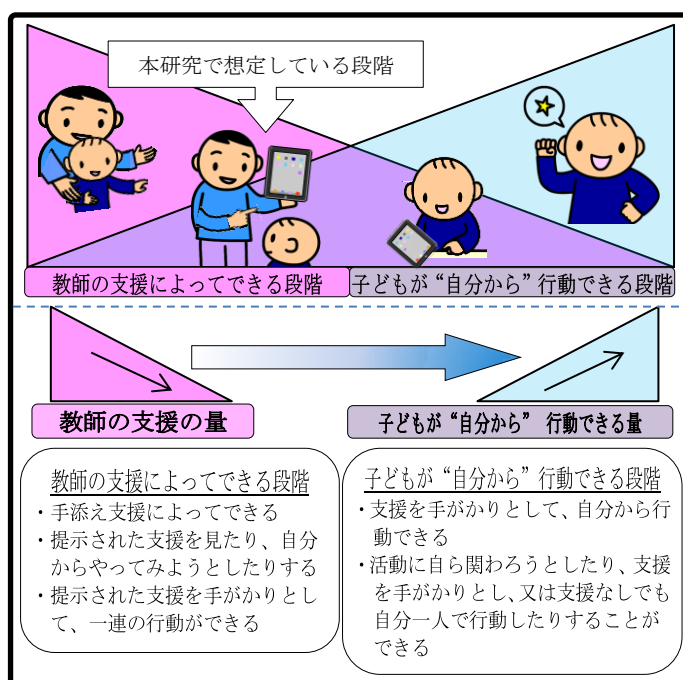 本研究で想定している段階
教師の支援によってできる段階
子どもが“自分から”行動できる段階
教師の支援の量
子どもが“自分から” 行動できる量
教師の支援によってできる段階
・手添え支援によってできる
・提示された支援を見たり、自分
からやってみようとしたりする
・提示された支援を手がかりとし
て、一連の行動ができる
子どもが“自分から”行動できる段階
・支援を手がかりとして、自分から行
動できる
・活動に自ら関わろうとしたり、支援
を手がかりとし、又は支援なしでも
自分一人で行動したりすることが
できる